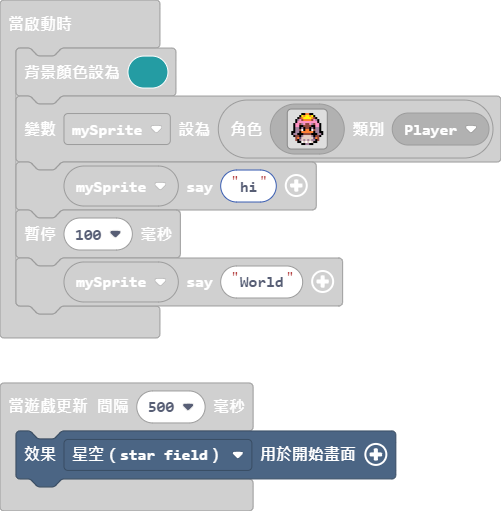 當啟動時
背景顏色設為
變數 mySprite 設為 角色 類別 Player
mySprite say "hi"
暫停 100 毫秒
mySprite say "World"
當遊戲更新 間隔 500 毫秒
效果 星空 (star field) 用於開始畫面